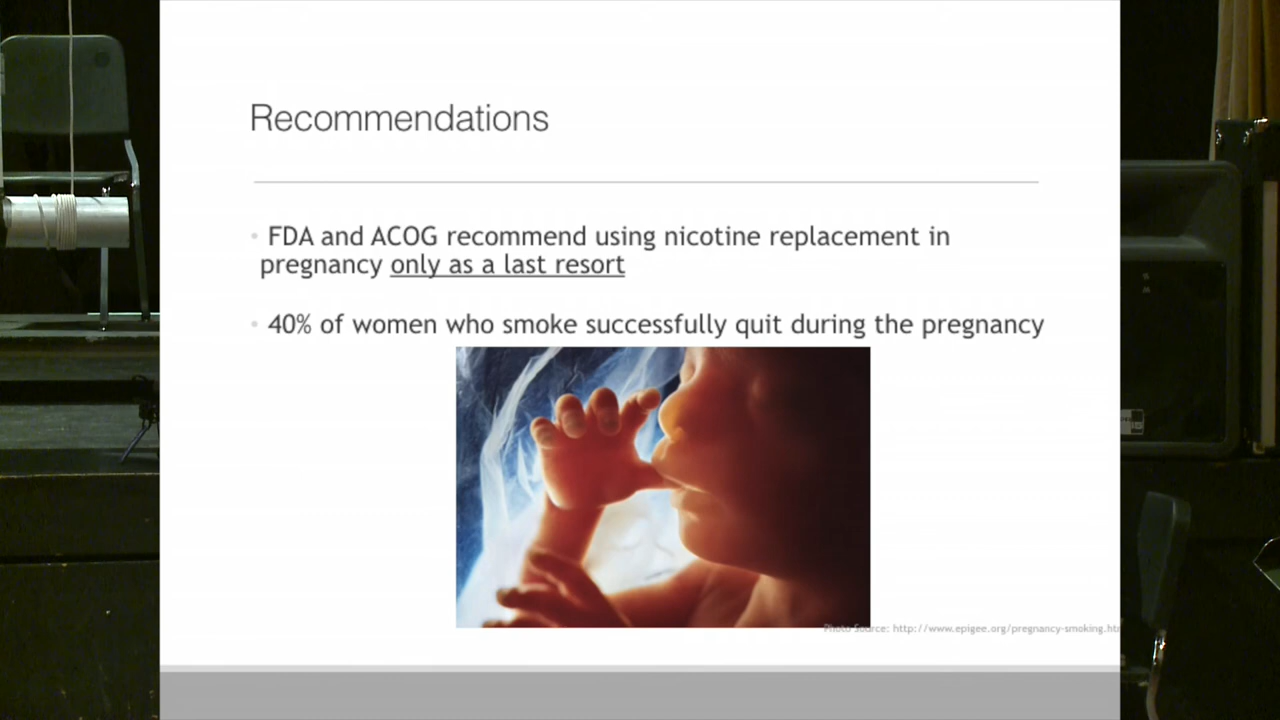 Recommendations
• FDA and ACOG recommend using nicotine replacement in
pregnancy only as a last resort
• 40% of women who smoke successfully quit during the pregnancy
Photo Source: http://www.epigee.org/pregnancy-smoking.htm